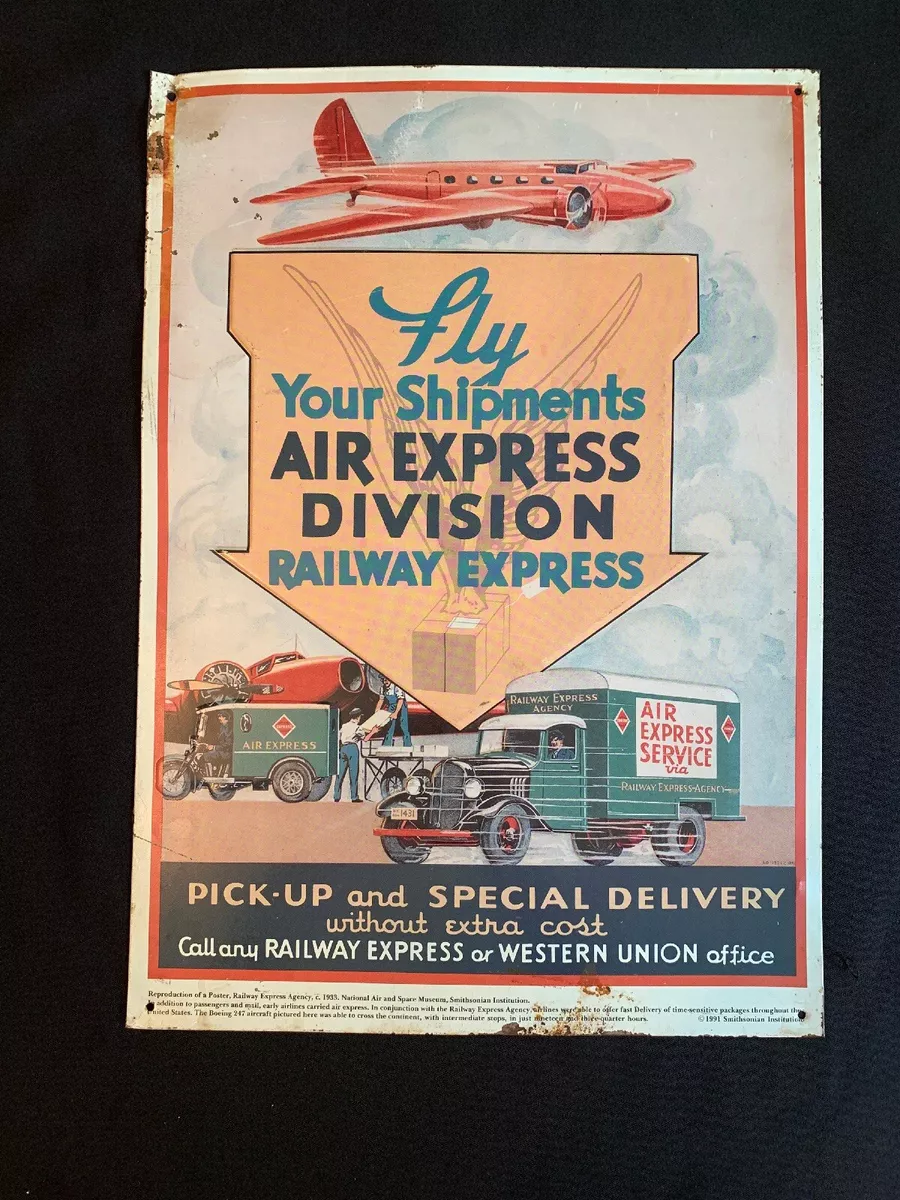 Fly
Your Shipments
AIR EXPRESS
DIVISION
RAILWAY EXPRESS
RAILWAY EXPRESS
AGENCY
AIR
EXPRESS
SERVICE
via
RAILWAY EXPRESS-AGENCY
AIR EXPRESS
1431
PICK-UP and SPECIAL DELIVERY
without extra cost
Call any RAILWAY EXPRESS or WESTERN UNION office
Reproduction of a Poster, Railway Express Agency, c. 1933. National Air and Space Museum, Smithsonian Institution.
addition to passengers and mail, early airlines carried air express. In conjunction with the Railway Express Agency, airlines were able to offer fast Delivery of time-sensitive packages throughout the
United States. The Boeing 247 aircraft pictured here was able to cross the continent, with intermediate stops, in just nineteen and three-quarter hours.
© 1991 Smithsonian Institution